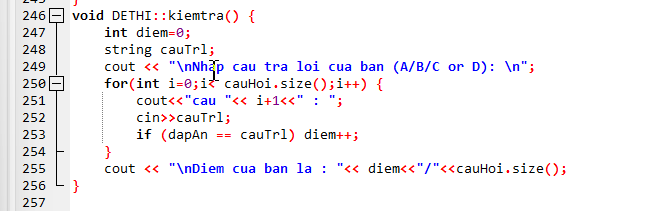 246 void DETHI::kiemtra() {
247 int diem=0;
248 string cauTrl;
249 cout << "\nNhap cau tra loi cua ban (A/B/C or D): \n";
250 for(int i=0;i< cauHoi.size();i++) {
251 cout<<"cau "<< i+1<<" : ";
252 cin>>cauTrl;
253 if (dapAn == cauTrl) diem++;
254 }
255 cout << "\nDiem cua ban la : "<< diem<<"/"<<cauHoi.size();
256 }
257